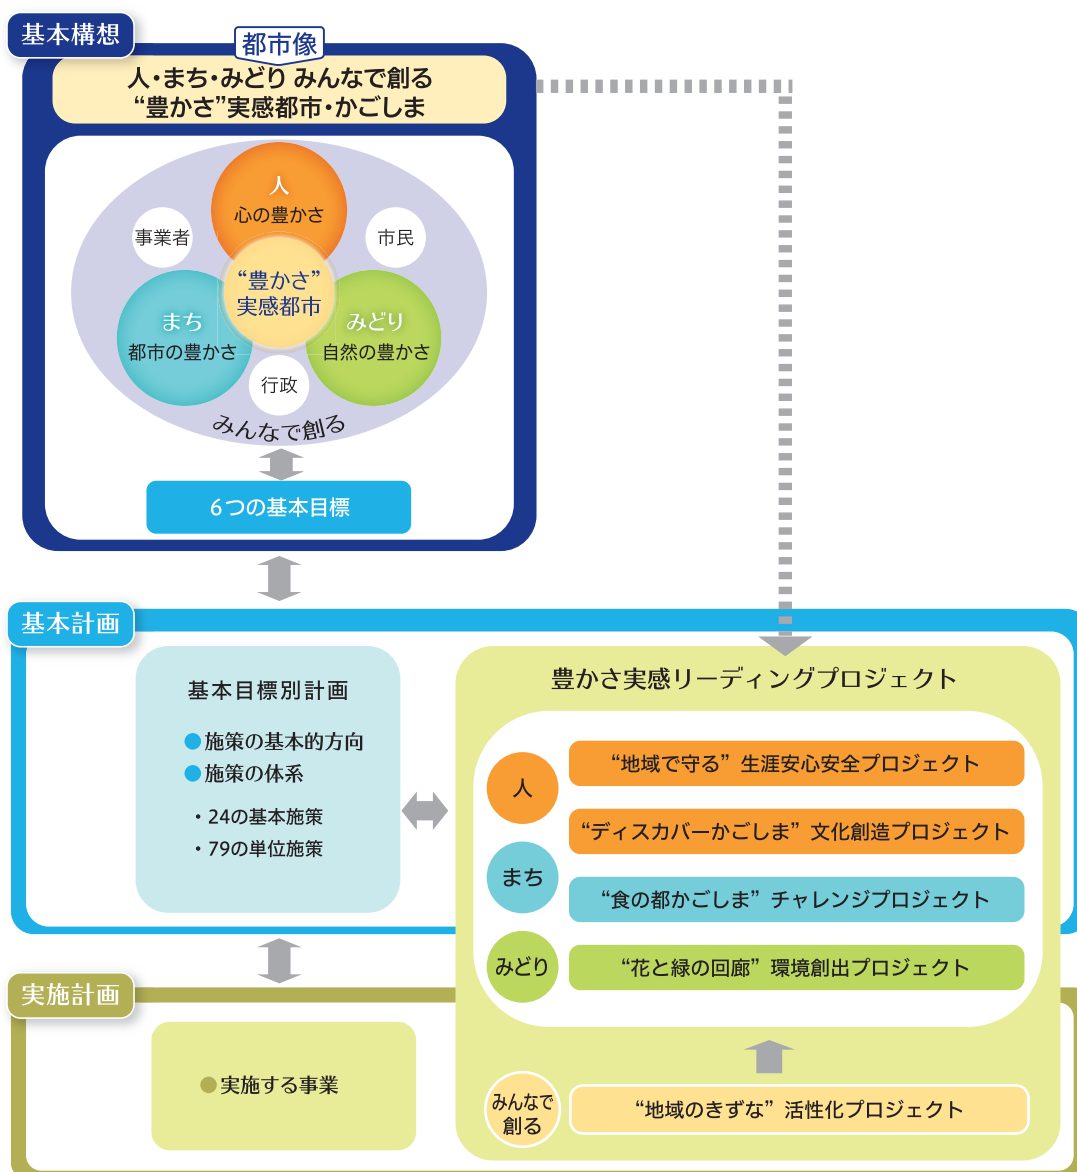 基本構想
都市像
人・まち・みどり みんなで創る
“豊かさ”実感都市・かごしま
人
心の豊かさ
事業者
市民
“豊かさ”
実感都市
まち
都市の豊かさ
みどり
自然の豊かさ
行政
みんなで創る
6つの基本目標
基本計画
基本目標別計画
●施策の基本的方向
●施策の体系
・24の基本施策
・79の単位施策
豊かさ実感リーディングプロジェクト
人
“地域で守る”生涯安心安全プロジェクト
“ディスカバーかごしま”文化創造プロジェクト
まち
“食の都かごしま”チャレンジプロジェクト
みどり
“花と緑の回廊”環境創出プロジェクト
実施計画
●実施する事業
みんなで
創る
“地域のきずな”活性化プロジェクト